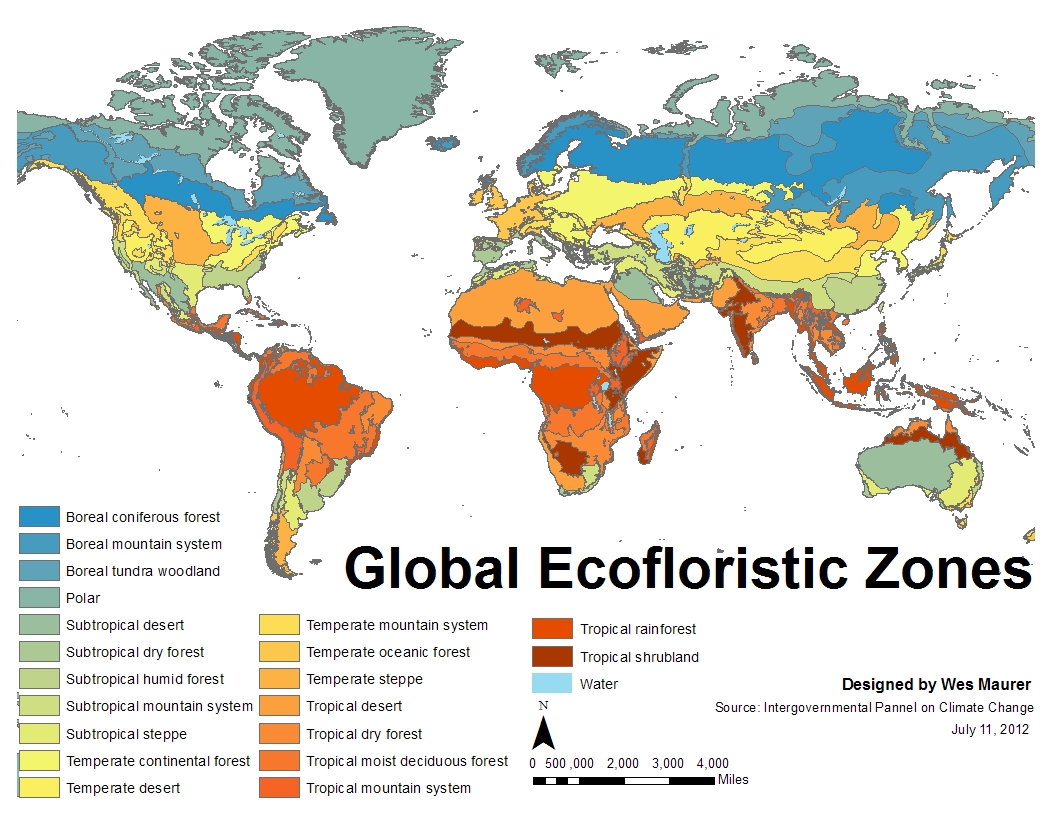 Global Ecofloristic Zones
Boreal coniferous forest
Boreal mountain system
Boreal tundra woodland
Polar
Subtropical desert
Subtropical dry forest
Subtropical humid forest
Subtropical mountain system
Subtropical steppe
Temperate continental forest
Temperate desert
Temperate mountain system
Temperate oceanic forest
Temperate steppe
Tropical desert
Tropical dry forest
Tropical moist deciduous forest
Tropical mountain system
Tropical rainforest
Tropical shrubland
Water
N
0 500 ,000 2,000 3,000 4,000
Miles
Designed by Wes Maurer
Source: Intergovernmental Pannel on Climate Change
July 11, 2012